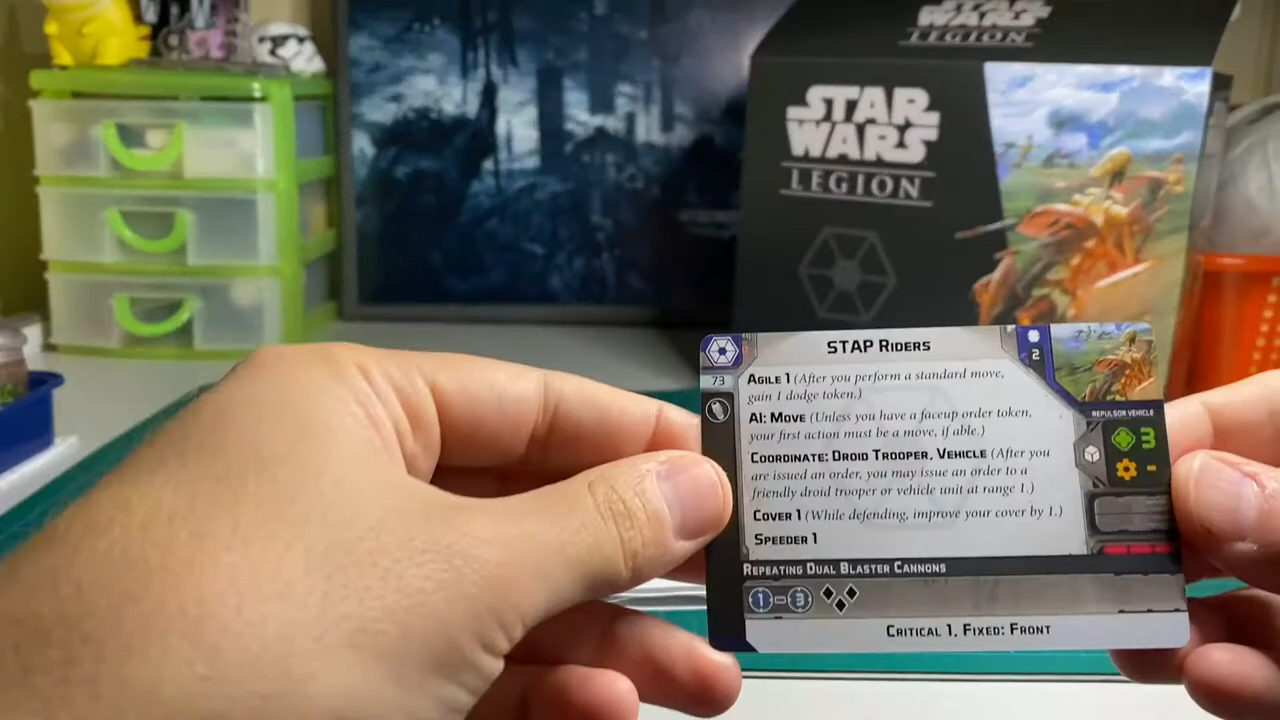 STAR WARS
LEGION
STAR
WARS
LEGION
STAP RIDERS
2
73
AGILE 1 (After you perform a standard move,
gain 1 dodge token.)
AI: MOVE (Unless you have a faceup order token,
your first action must be a move, if able.)
COORDINATE: DROID TROOPER, VEHICLE (After you
are issued an order, you may issue an order to a
friendly droid trooper or vehicle unit at range 1.)
COVER 1 (While defending, improve your cover by 1.)
SPEEDER 1
REPULSOR VEHICLE
3
-
REPEATING DUAL BLASTER CANNONS
1-3
CRITICAL 1, FIXED: FRONT